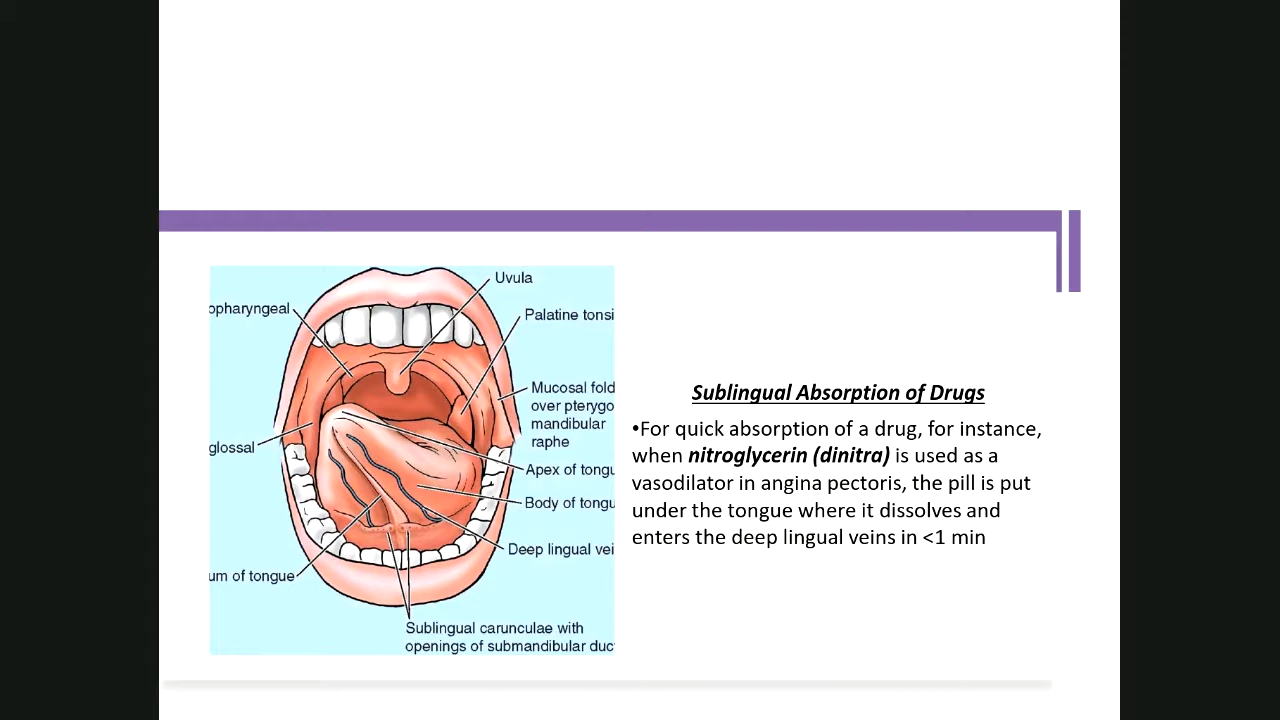 Uvula
opharyngeal
Palatine tonsi
Mucosal fold
over pterygo
mandibular
raphe
glossal
Apex of tongu
Body of tongu
Deep lingual vei
um of tongue
Sublingual carunculae with
openings of submandibular duc
Sublingual Absorption of Drugs
•For quick absorption of a drug, for instance,
when nitroglycerin (dinitra) is used as a
vasodilator in angina pectoris, the pill is put
under the tongue where it dissolves and
enters the deep lingual veins in <1 min